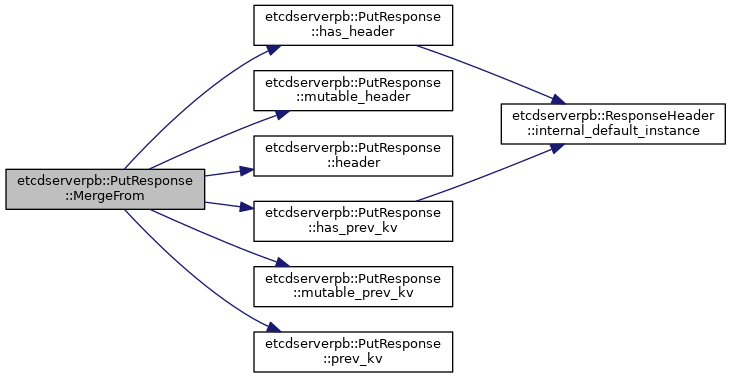 etcdserverpb::PutResponse
::MergeFrom
etcdserverpb::PutResponse
::has_header
etcdserverpb::PutResponse
::mutable_header
etcdserverpb::PutResponse
::header
etcdserverpb::PutResponse
::has_prev_kv
etcdserverpb::PutResponse
::mutable_prev_kv
etcdserverpb::PutResponse
::prev_kv
etcdserverpb::ResponseHeader
::internal_default_instance